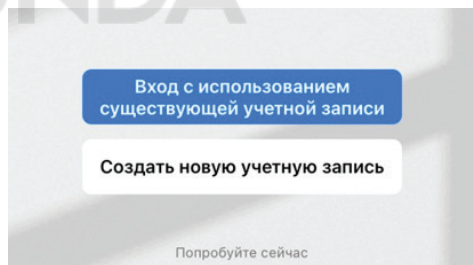 Вход с использованием
существующей учетной записи
Создать новую учетную запись
Попробуйте сейчас